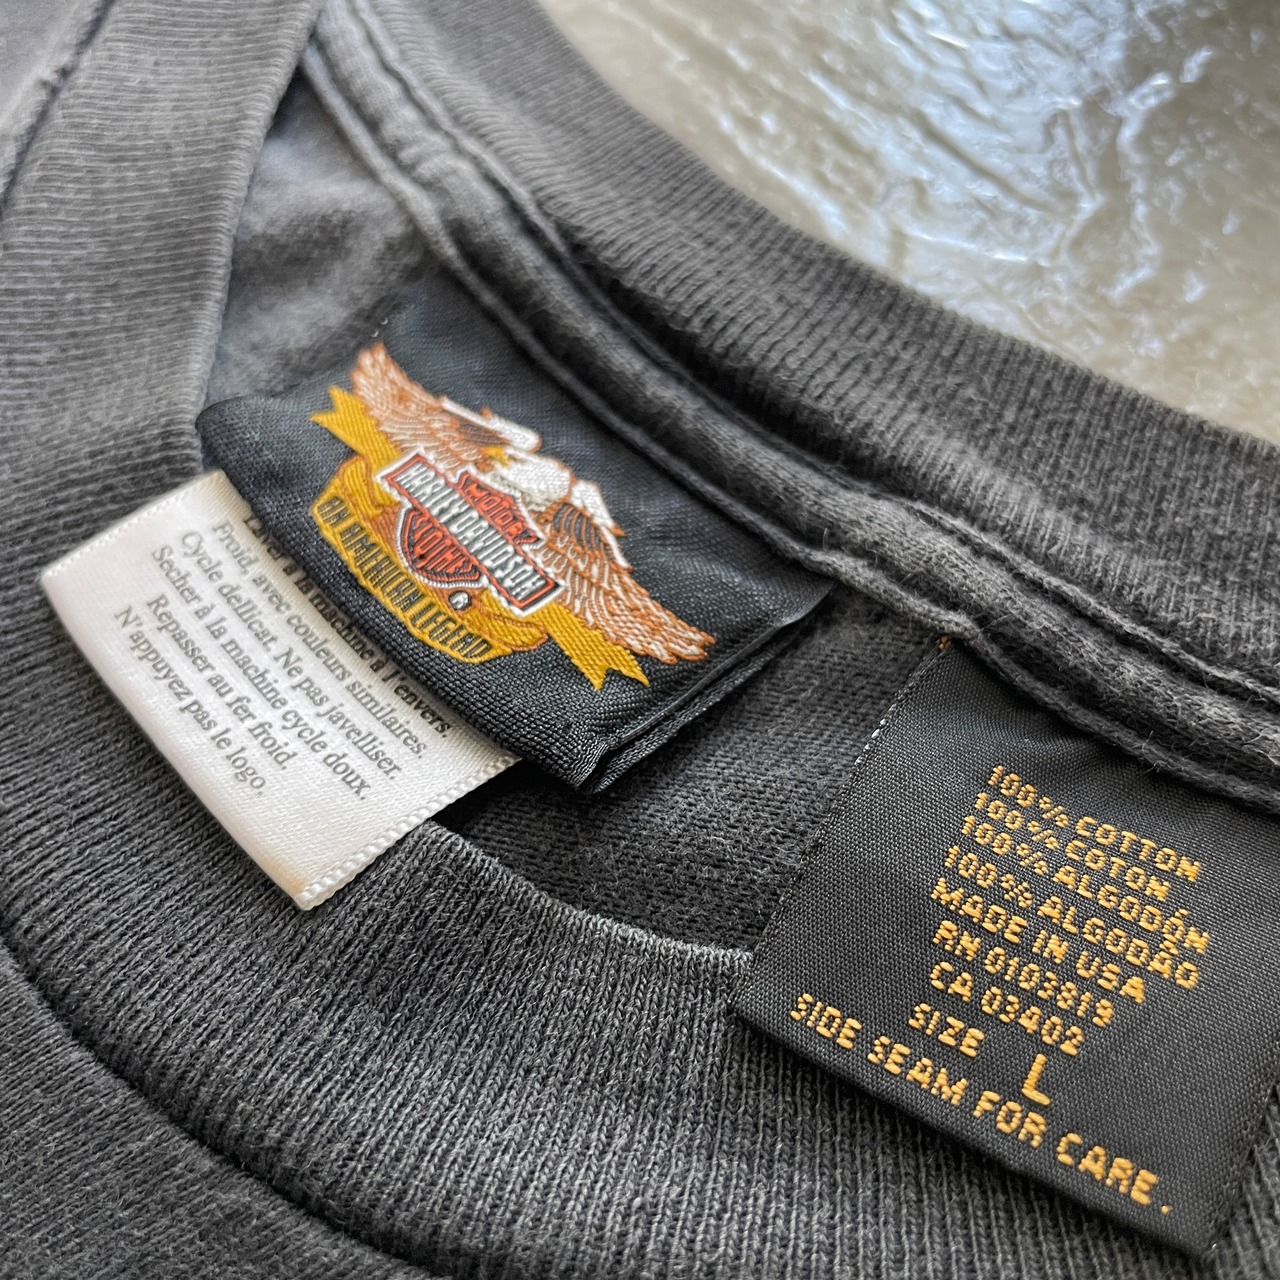 MOTOR
HARLEY-DAVIDSON
CYCLES
®
AN AMERICAN LEGEND
Laver à la machine à l'envers.
Froid, avec couleurs similaires.
Cycle dellicat. Ne pas javelliser.
Secher à la machine cycle doux.
Repasser au fer froid.
N'appuyez pas le logo.
100% COTTON
100% COTON
100% ALGODÓN
100% ALGODÃO
MADE IN USA
RN 0103819
CA 03402
SIZE L
SIDE SEAM FOR CARE.